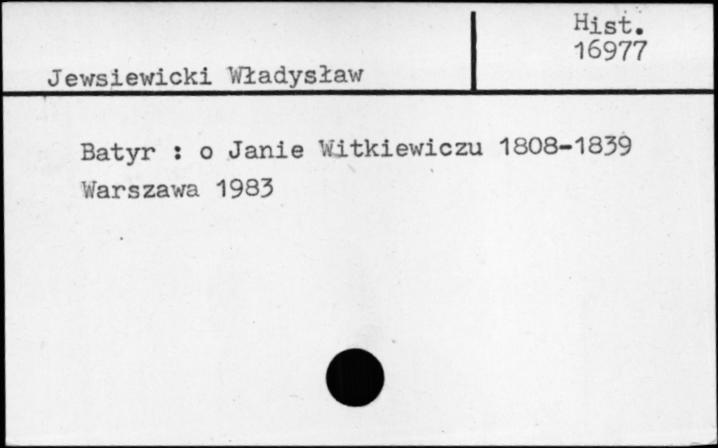 Hist.
16977
Jewsiewicki Władysław
Batyr : o Janie Witkiewiczu 1808-1839
Warszawa 1983